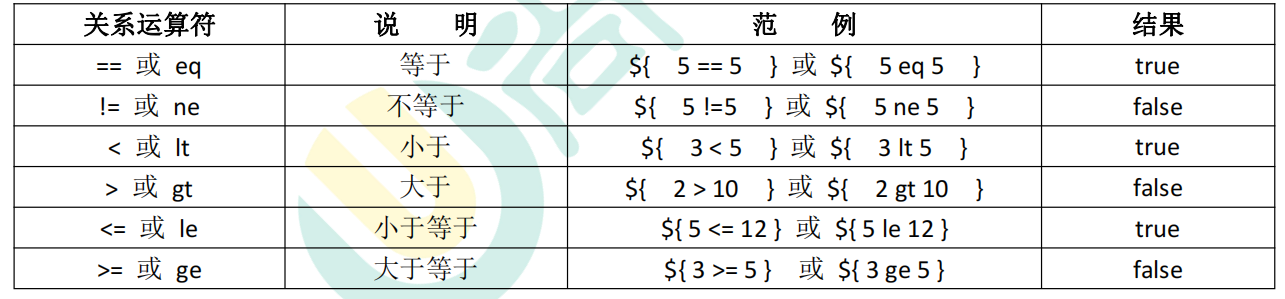 关系运算符 说 明 范 例 结果
== 或 eq 等于 ${ 5 == 5 } 或 ${ 5 eq 5 } true
!= 或 ne 不等于 ${ 5 !=5 } 或 ${ 5 ne 5 } false
< 或 lt 小于 ${ 3 < 5 } 或 ${ 3 lt 5 } true
> 或 gt 大于 ${ 2 > 10 } 或 ${ 2 gt 10 } false
<= 或 le 小于等于 ${ 5 <= 12 } 或 ${ 5 le 12 } true
>= 或 ge 大于等于 ${ 3 >= 5 } 或 ${ 3 ge 5 } false